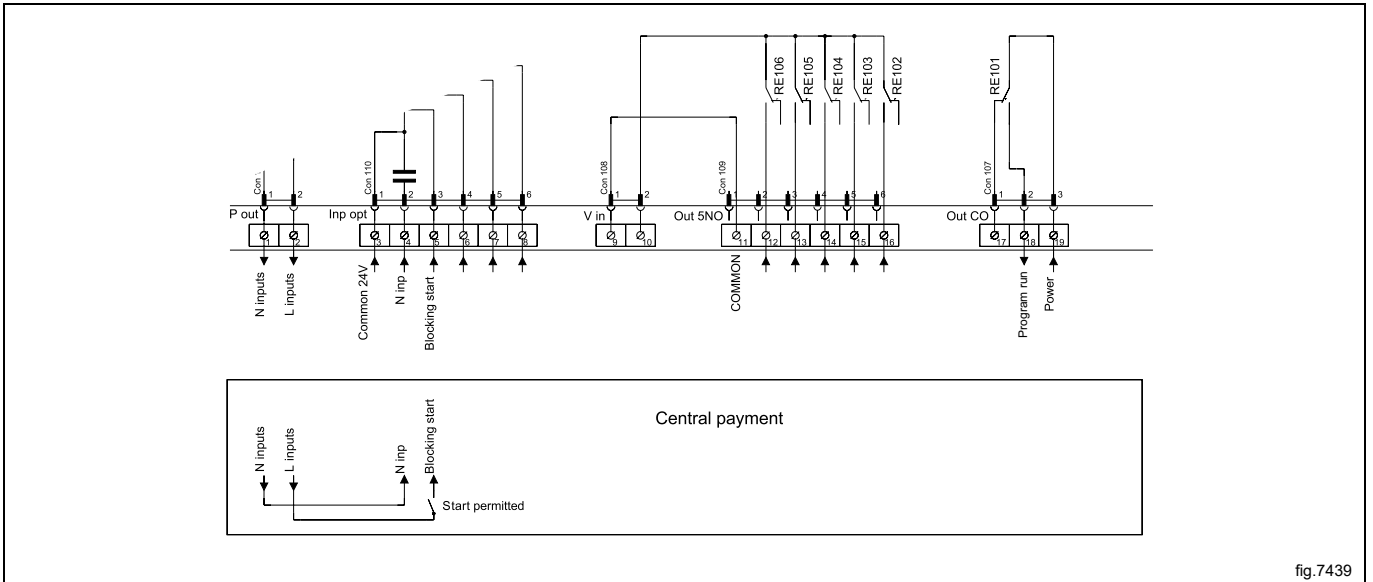 RE106
RE105
RE104
RE103
RE102
RE101
Con
1
2
Con 110
1
2
3
4
5
6
Con 108
1
2
Con 109
1
2
3
4
5
6
Con 107
1
2
3
P out
Inp opt
V in
Out 5NO
Out CO
1
2
3
4
5
6
7
8
9
10
11
12
13
14
15
16
17
18
19
N inputs
L inputs
Common 24V
N inp
Blocking start
COMMON
Program run
Power
Central payment
N inputs
L inputs
N inp
Blocking start
Start permitted
fig.7439